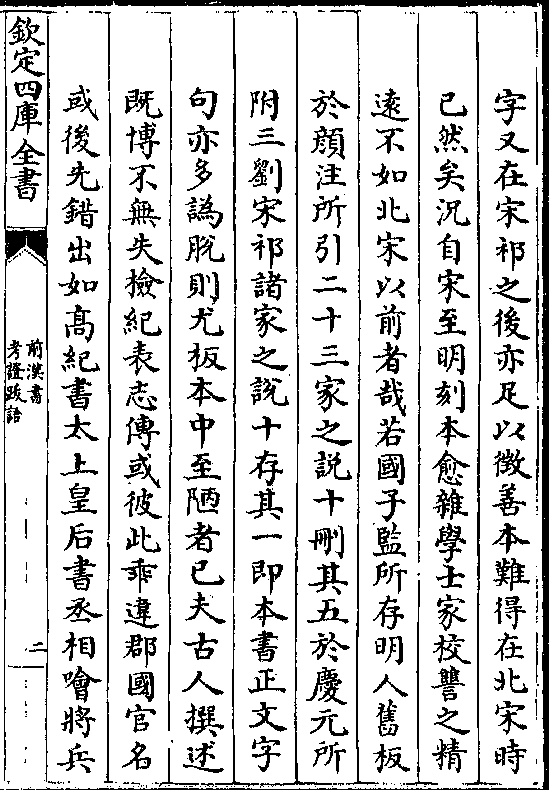 字又在宋祁之後亦足以徵善本難得在北宋時
已然矣況自宋至明刻本愈雜學士家校讐之精
遠不如北宋以前者哉若國子監所存明人舊板
於顔注所引二十三家之說十刪其五於慶元所
附三劉宋祁諸家之說十存其一即本書正文字
句亦多譌脫則尤板本中至陋者已夫古人撰述
既博不無失檢紀表志傳或彼此乖違郡國官名
或後先錯出如髙紀書太上皇后書丞相噲將兵
欽定四庫全書
前漢書
考證跋語
二